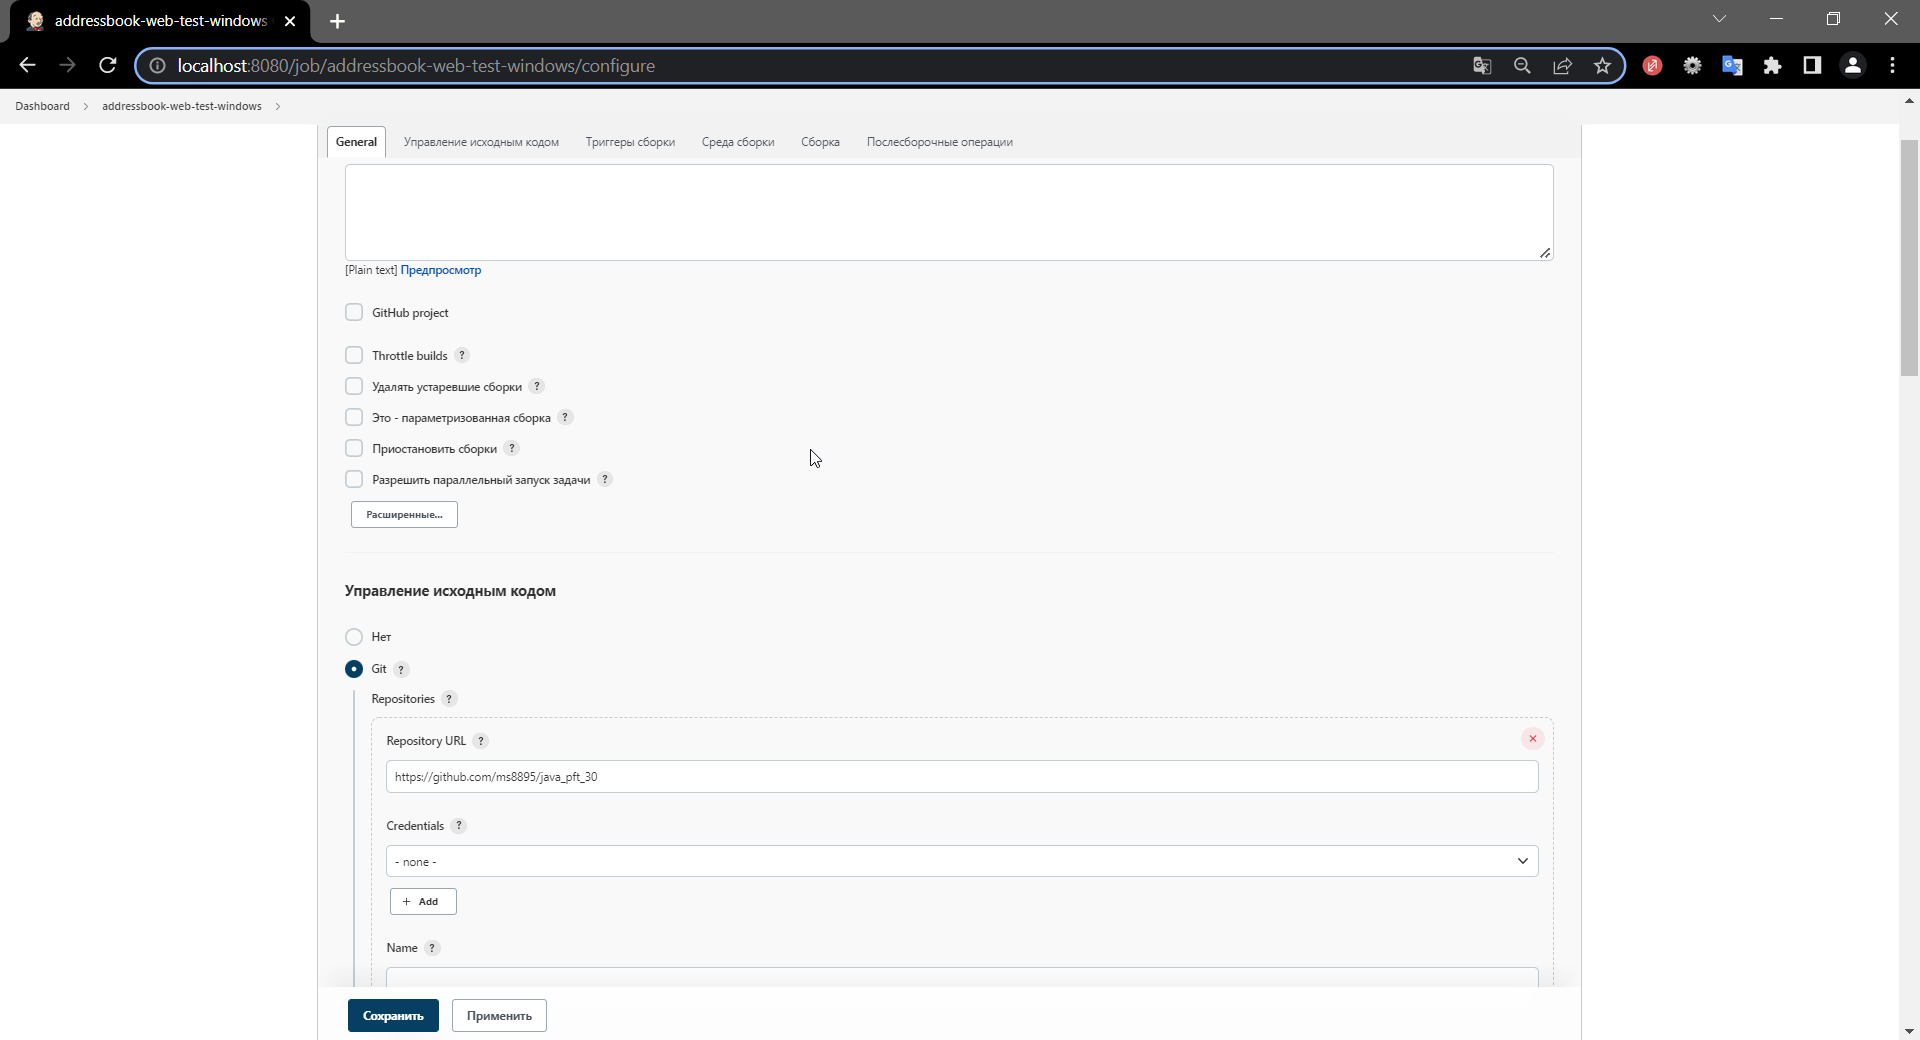 addressbook-web-test-windows
localhost:8080/job/addressbook-web-test-windows/configure
Dashboard addressbook-web-test-windows
General Управление исходным кодом Триггеры сборки Среда сборки Сборка Послесборочные операции
[Plain text] Предпросмотр
GitHub project
Throttle builds ?
Удалять устаревшие сборки ?
Это - параметризованная сборка ?
Приостановить сборки ?
Разрешить параллельный запуск задачи ?
Расширенные...
Управление исходным кодом
Нет
Git ?
Repositories ?
Repository URL ?
https://github.com/ms8895/java_pft_30
Credentials ?
- none -
+ Add
Name ?
Сохранить Применить